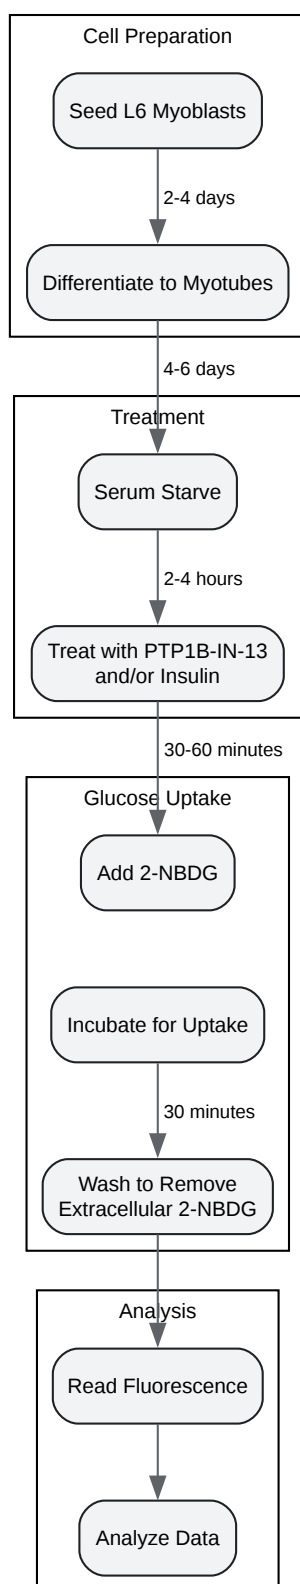 Cell Preparation
Seed L6 Myoblasts
2-4 days
Differentiate to Myotubes
4-6 days
Treatment
Serum Starve
2-4 hours
Treat with PTP1B-IN-13
and/or Insulin
30-60 minutes
Glucose Uptake
Add 2-NBDG
Incubate for Uptake
30 minutes
Wash to Remove
Extracellular 2-NBDG
Analysis
Read Fluorescence
Analyze Data